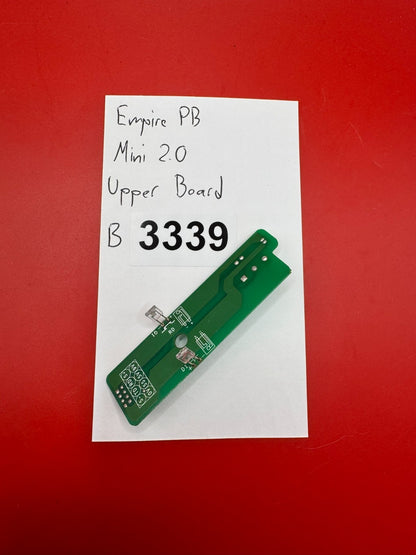 Empire PB
Mini 2.0
Upper Board
B 3339